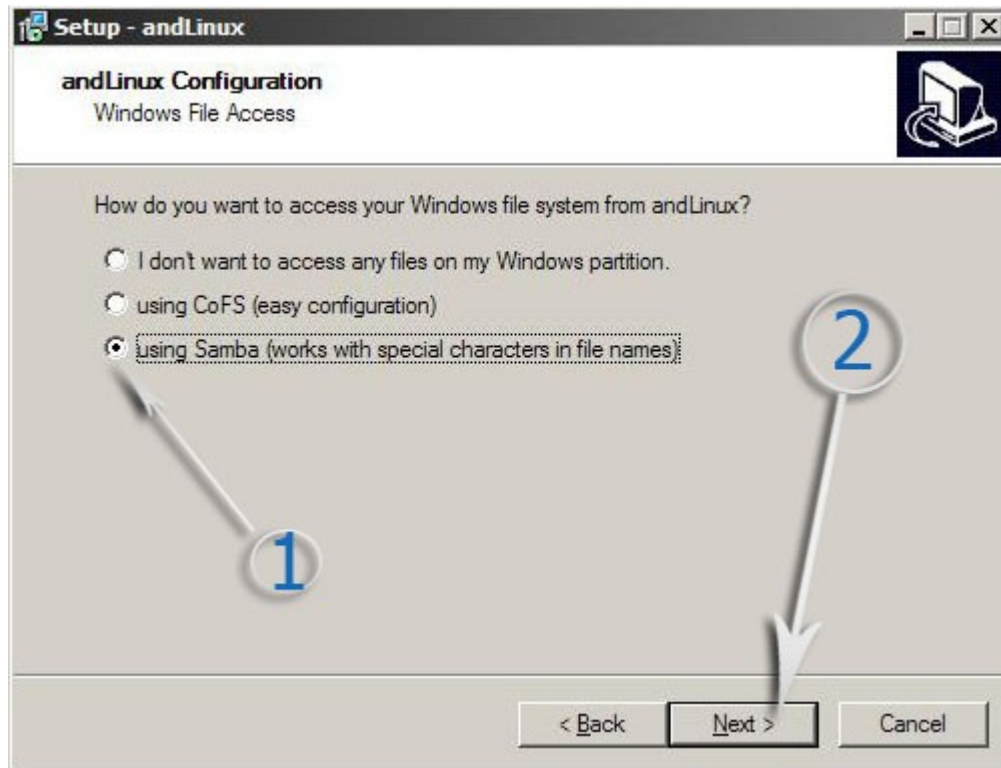 Setup - andLinux
andLinux Configuration
Windows File Access
How do you want to access your Windows file system from andLinux?
I don't want to access any files on my Windows partition.
using CoFS (easy configuration)
using Samba (works with special characters in file names)
2
1
< Back Next > Cancel